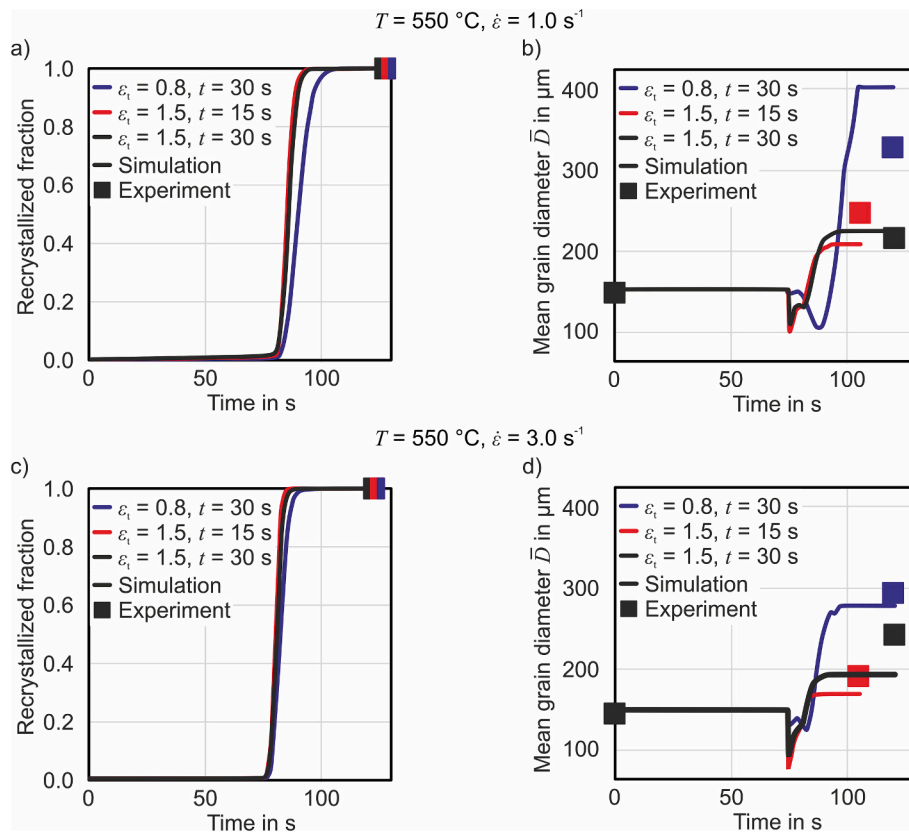 T = 550 °C, ε̇ = 1.0 s⁻¹
a)
Recrystallized fraction
1.0
0.8
0.6
0.4
0.2
0.0
εₜ = 0.8, t = 30 s
εₜ = 1.5, t = 15 s
εₜ = 1.5, t = 30 s
Simulation
Experiment
0 50 100
Time in s
b)
Mean grain diameter D̄ in µm
400
300
200
100
εₜ = 0.8, t = 30 s
εₜ = 1.5, t = 15 s
εₜ = 1.5, t = 30 s
Simulation
Experiment
0 50 100
Time in s
T = 550 °C, ε̇ = 3.0 s⁻¹
c)
Recrystallized fraction
1.0
0.8
0.6
0.4
0.2
0.0
εₜ = 0.8, t = 30 s
εₜ = 1.5, t = 15 s
εₜ = 1.5, t = 30 s
Simulation
Experiment
0 50 100
Time in s
d)
Mean grain diameter D̄ in µm
400
300
200
100
εₜ = 0.8, t = 30 s
εₜ = 1.5, t = 15 s
εₜ = 1.5, t = 30 s
Simulation
Experiment
0 50 100
Time in s